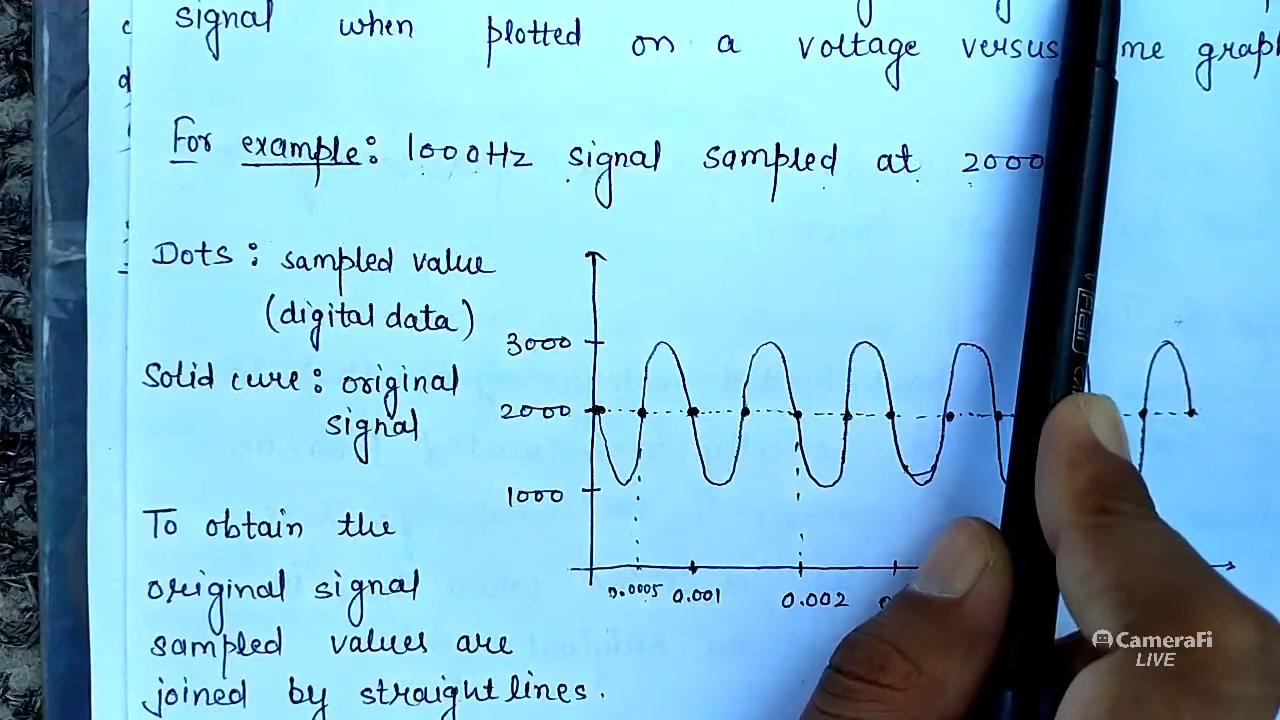 signal when plotted on a voltage versus me graph
For example: 1000Hz signal sampled at 2000
Dots: sampled value
(digital data)
Solid cure: original
signal
3000
2000
1000
0.0005 0.001 0.002
To obtain the
original signal
sampled values are
joined by straight lines.
CameraFi
LIVE